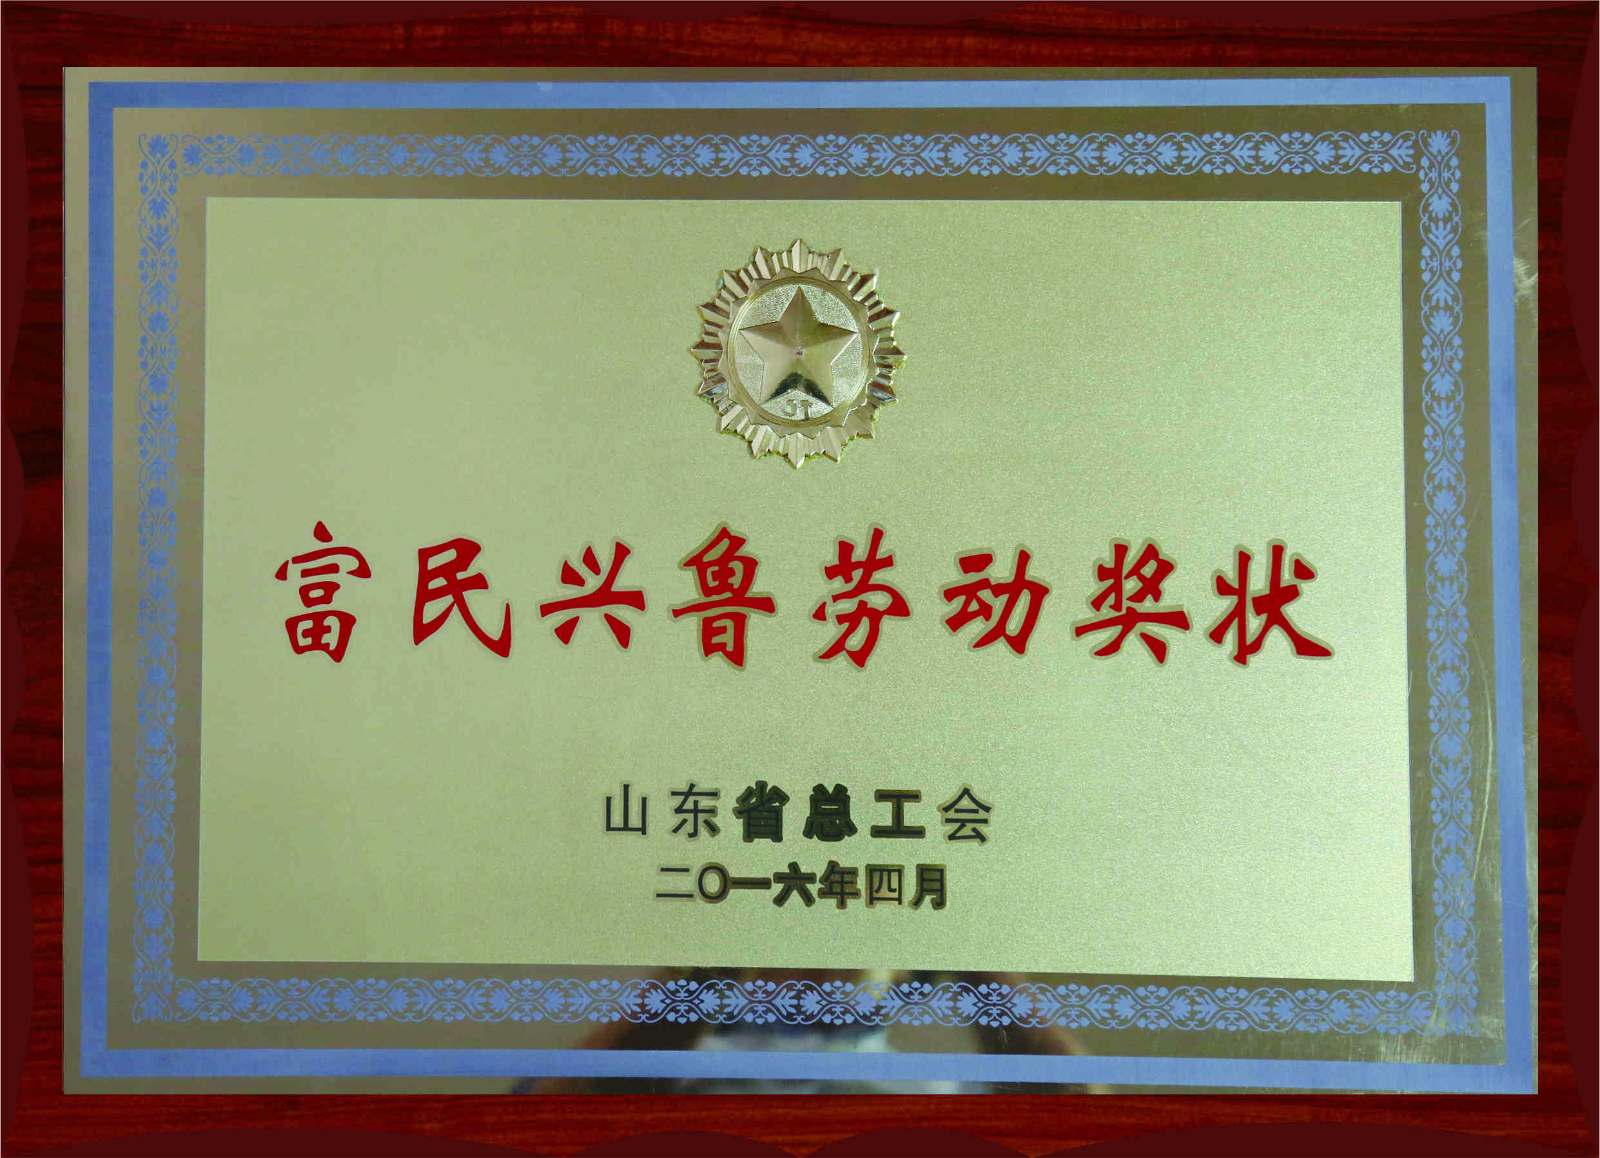 富民兴鲁劳动奖状
山东省总工会
二〇一六年四月